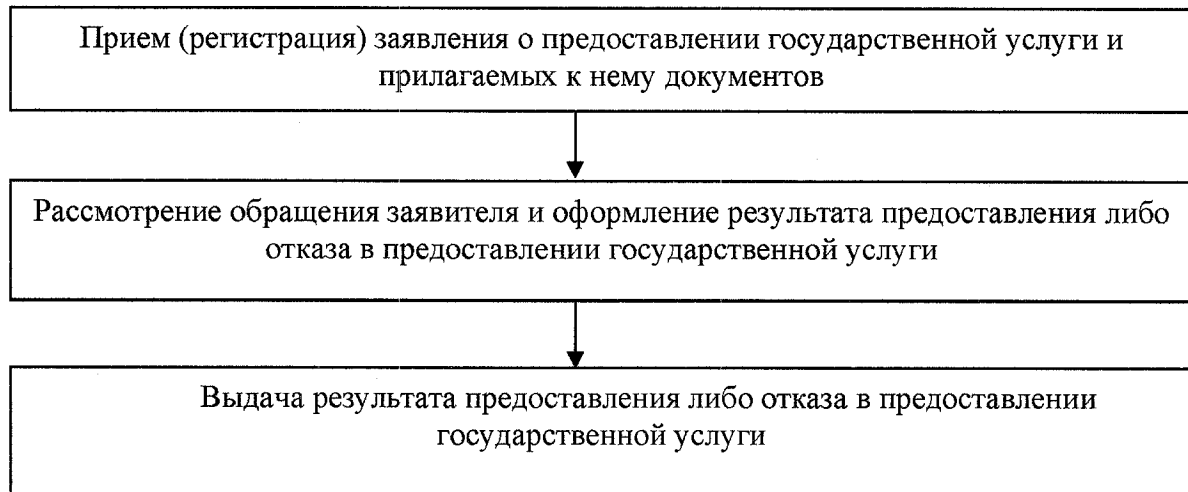 Прием (регистрация) заявления о предоставлении государственной услуги и
прилагаемых к нему документов
Рассмотрение обращения заявителя и оформление результата предоставления либо
отказа в предоставлении государственной услуги
Выдача результата предоставления либо отказа в предоставлении
государственной услуги